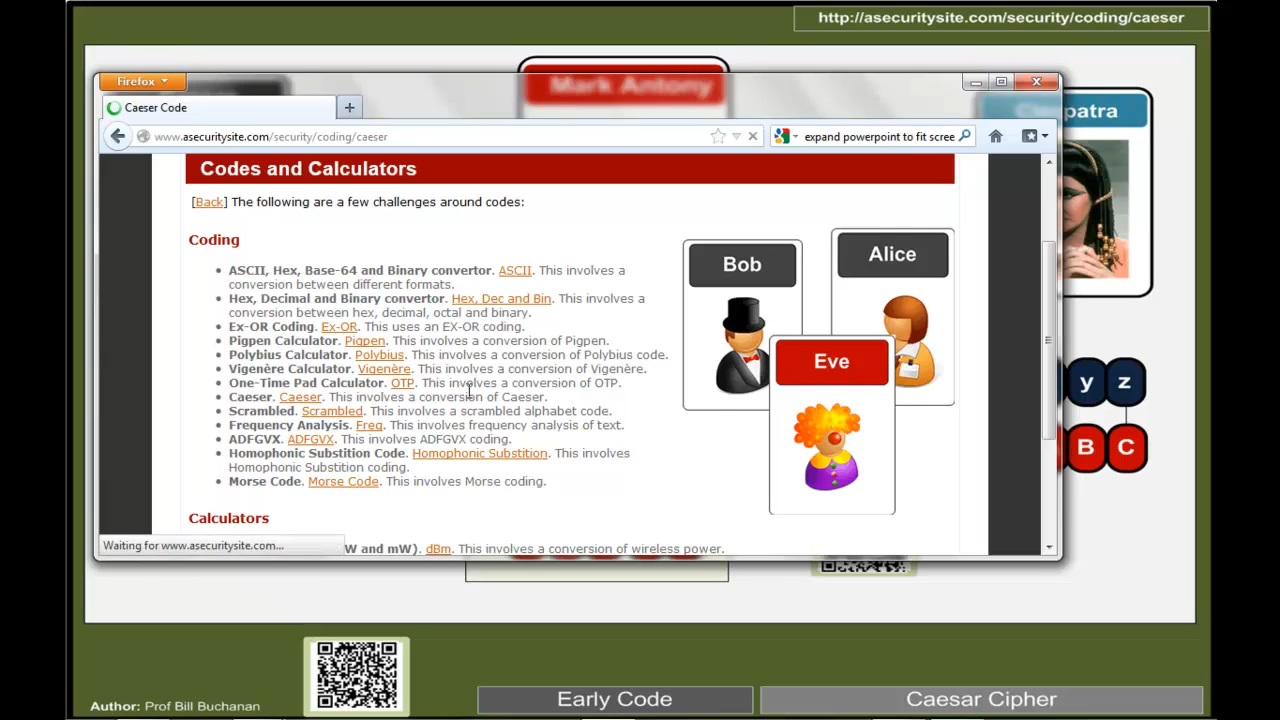 http://asecuritysite.com/security/coding/caeser
Mark Antony
Firefox
Caeser Code
patra
www.asecuritysite.com/security/coding/caeser
expand powerpoint to fit scree
Codes and Calculators
[Back] The following are a few challenges around codes:
Coding
ASCII, Hex, Base-64 and Binary convertor. ASCII. This involves a
conversion between different formats.
Hex, Decimal and Binary convertor. Hex, Dec and Bin. This involves a
conversion between hex, decimal, octal and binary.
Ex-OR Coding. Ex-OR. This uses an EX-OR coding.
Pigpen Calculator. Pigpen. This involves a conversion of Pigpen.
Polybius Calculator. Polybius. This involves a conversion of Polybius code.
Vigenère Calculator. Vigenère. This involves a conversion of Vigenère.
One-Time Pad Calculator. OTP. This involves a conversion of OTP.
Caeser. Caeser. This involves a conversion of Caeser.
Scrambled. Scrambled. This involves a scrambled alphabet code.
Frequency Analysis. Freq. This involves frequency analysis of text.
ADFGVX. ADFGVX. This involves ADFGVX coding.
Homophonic Substition Code. Homophonic Substition. This involves
Homophonic Substition coding.
Morse Code. Morse Code. This involves Morse coding.
Bob
Alice
Eve
y z
B C
Calculators
W and mW). dBm. This involves a conversion of wireless power.
Waiting for www.asecuritysite.com...
Author: Prof Bill Buchanan
Early Code
Caesar Cipher